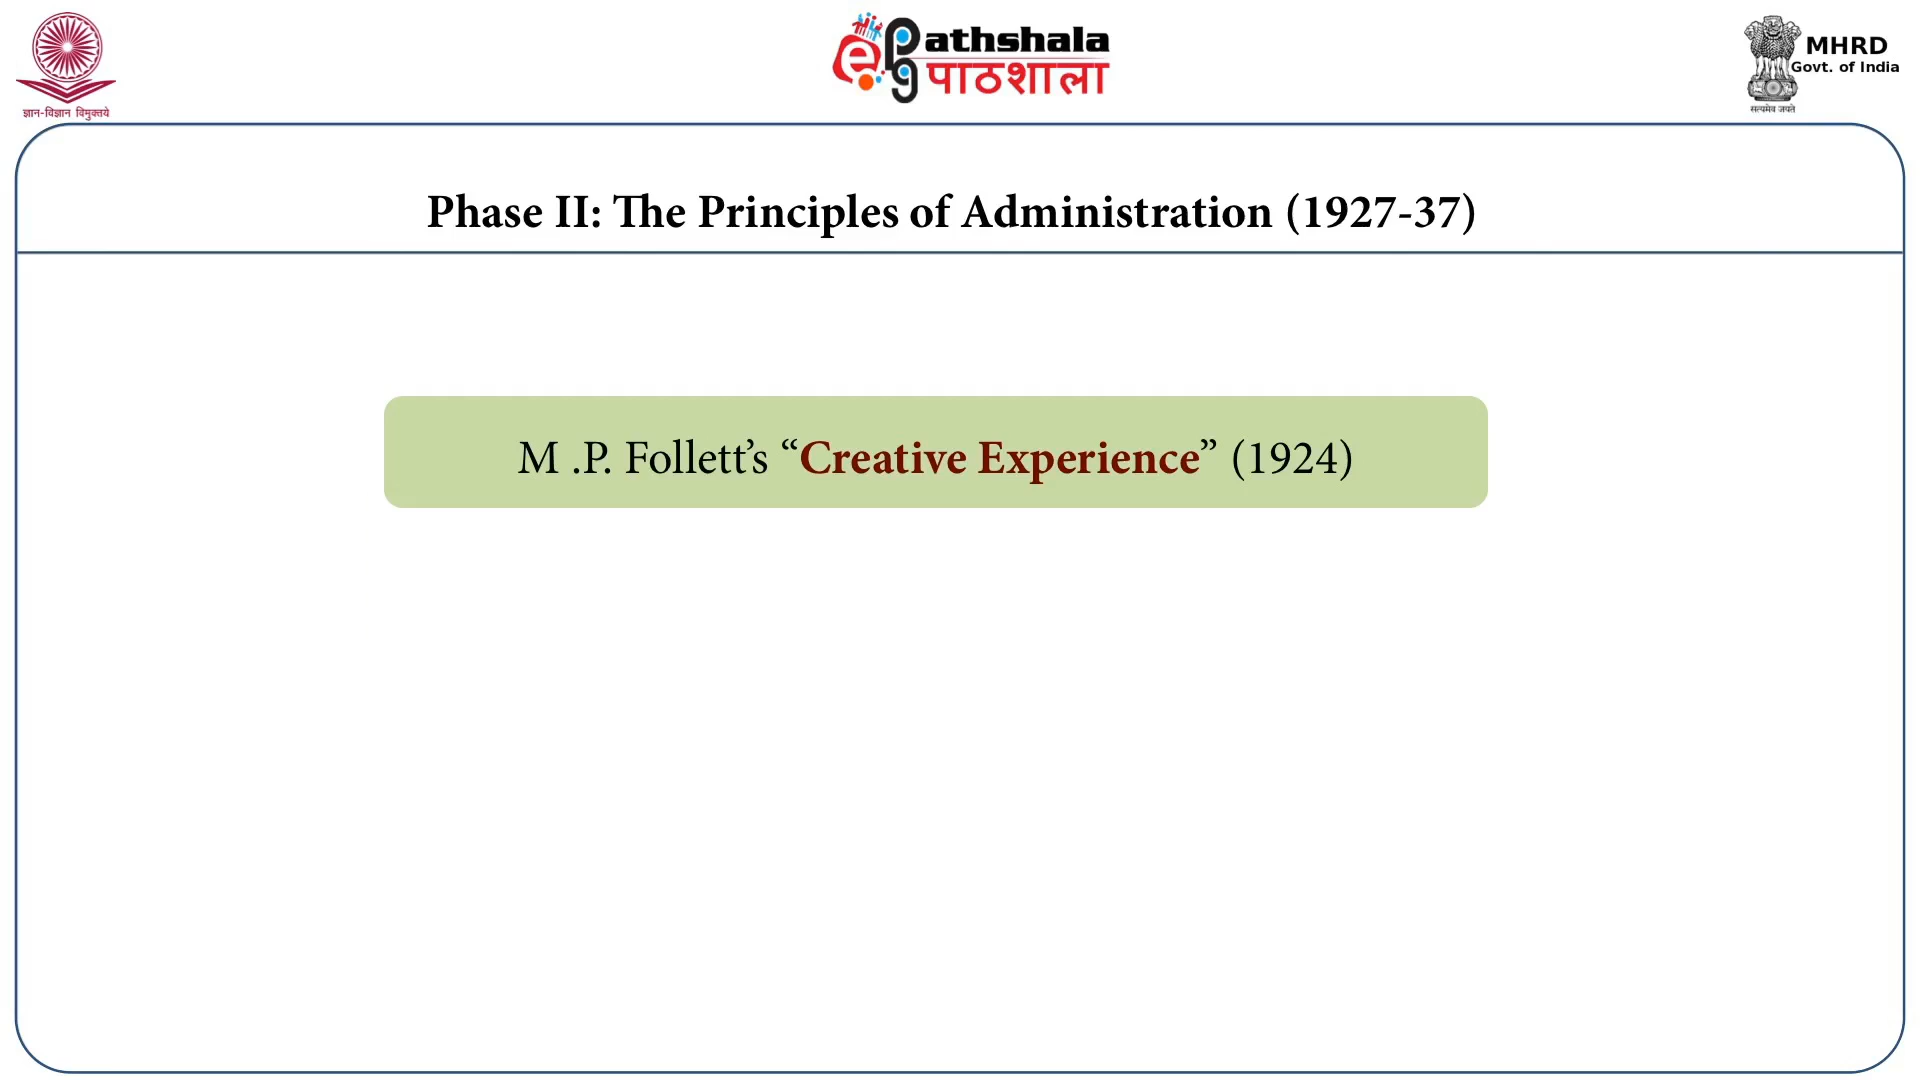 ज्ञान-विज्ञान विमुक्तये
e Pathshala
पाठशाला
MHRD
Govt. of India
सत्यमेव जयते
Phase II: The Principles of Administration (1927-37)
M .P. Follett’s “Creative Experience” (1924)